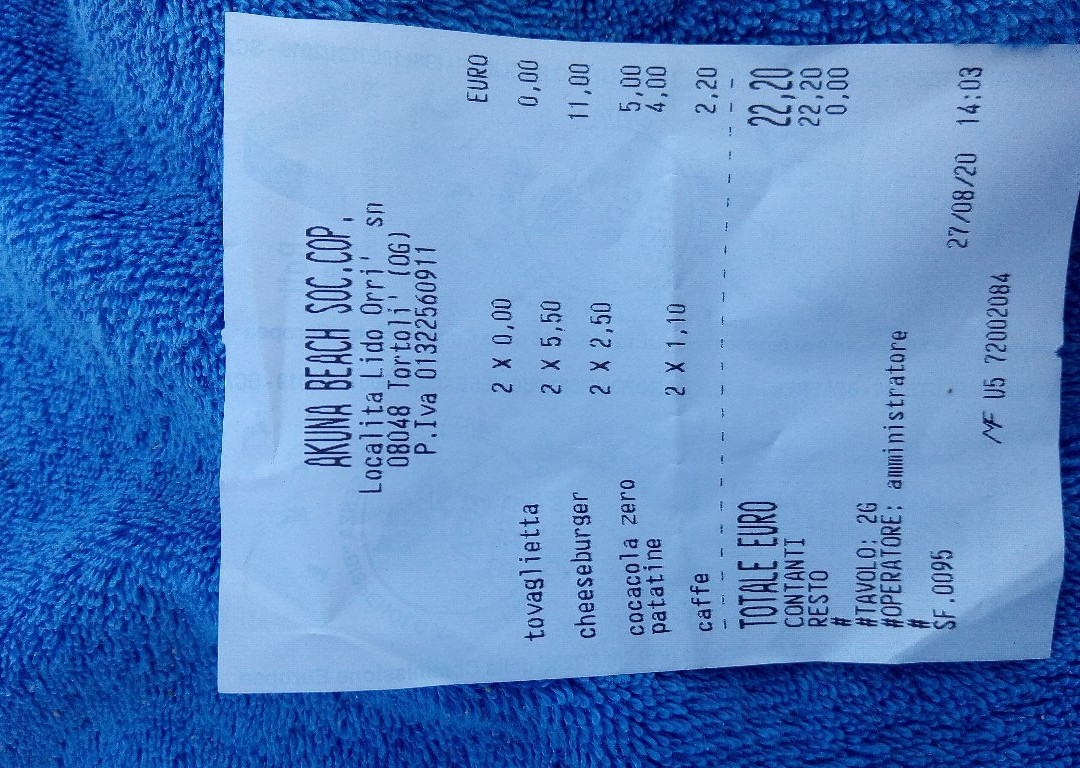 AKUNA BEACH SOC.COP.
Localita Lido Orri' sn
08048 Tortoli' (OG)
P.Iva 01322560911
EURO
2 X 0,00
tovaglietta 0,00
2 X 5,50
cheeseburger 11,00
2 X 2,50
cocacola zero 5,00
patatine 4,00
2 X 1,10
caffe 2,20
TOTALE EURO 22,20
CONTANTI 22,20
RESTO 0,00
#
#TAVOLO: 2G
#OPERATORE: amministratore
#
SF.0095 27/08/20 14:03
MF U5 72002084